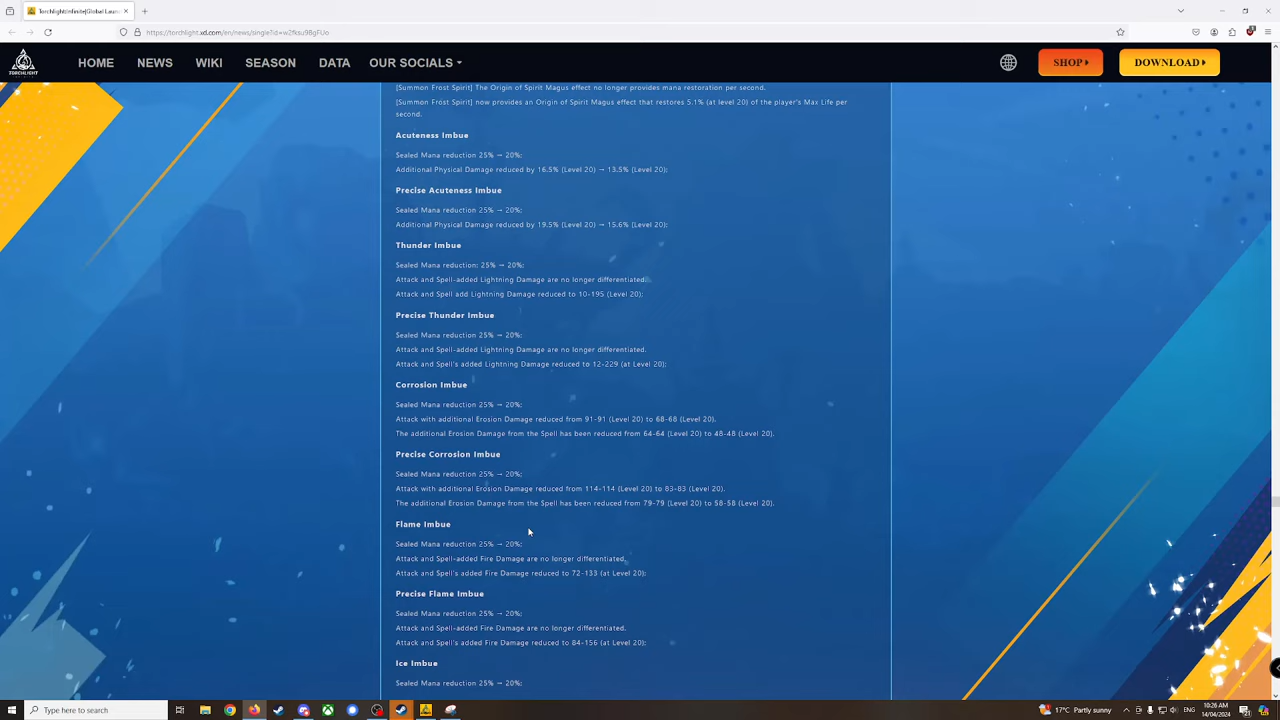 Torchlight:Infinite|Global Laun
https://torchlight.xd.com/en/news/single?id=w2fksu98gFUo
TORCHLIGHT
INFINITE
HOME
NEWS
WIKI
SEASON
DATA
OUR SOCIALS
SHOP
DOWNLOAD
[Summon Frost Spirit] The Origin of Spirit Magus effect no longer provides mana restoration per second.
[Summon Frost Spirit] now provides an Origin of Spirit Magus effect that restores 5.1% (at level 20) of the player's Max Life per
second.
Acuteness Imbue
Sealed Mana reduction 25% → 20%;
Additional Physical Damage reduced by 16.5% (Level 20) → 13.5% (Level 20);
Precise Acuteness Imbue
Sealed Mana reduction 25% → 20%;
Additional Physical Damage reduced by 19.5% (Level 20) → 15.6% (Level 20);
Thunder Imbue
Sealed Mana reduction: 25% → 20%;
Attack and Spell-added Lightning Damage are no longer differentiated.
Attack and Spell add Lightning Damage reduced to 10-195 (Level 20);
Precise Thunder Imbue
Sealed Mana reduction 25% → 20%;
Attack and Spell-added Lightning Damage are no longer differentiated.
Attack and Spell's added Lightning Damage reduced to 12-229 (at Level 20);
Corrosion Imbue
Sealed Mana reduction 25% → 20%;
Attack with additional Erosion Damage reduced from 91-91 (Level 20) to 68-68 (Level 20).
The additional Erosion Damage from the Spell has been reduced from 64-64 (Level 20) to 48-48 (Level 20).
Precise Corrosion Imbue
Sealed Mana reduction 25% → 20%;
Attack with additional Erosion Damage reduced from 114-114 (Level 20) to 83-83 (Level 20).
The additional Erosion Damage from the Spell has been reduced from 79-79 (Level 20) to 58-58 (Level 20).
Flame Imbue
Sealed Mana reduction 25% → 20%;
Attack and Spell-added Fire Damage are no longer differentiated.
Attack and Spell's added Fire Damage reduced to 72-133 (at Level 20);
Precise Flame Imbue
Sealed Mana reduction 25% → 20%;
Attack and Spell-added Fire Damage are no longer differentiated.
Attack and Spell's added Fire Damage reduced to 84-156 (at Level 20);
Ice Imbue
Sealed Mana reduction 25% → 20%;
Type here to search
17°C Partly sunny
10:26 AM
14/04/2024